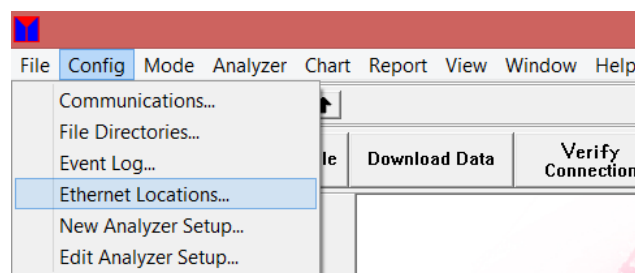 File Config Mode Analyzer Chart Report View Window Help
Communications...
File Directories...
Event Log...
Ethernet Locations...
New Analyzer Setup...
Edit Analyzer Setup...
Download Data
Verify
Connection